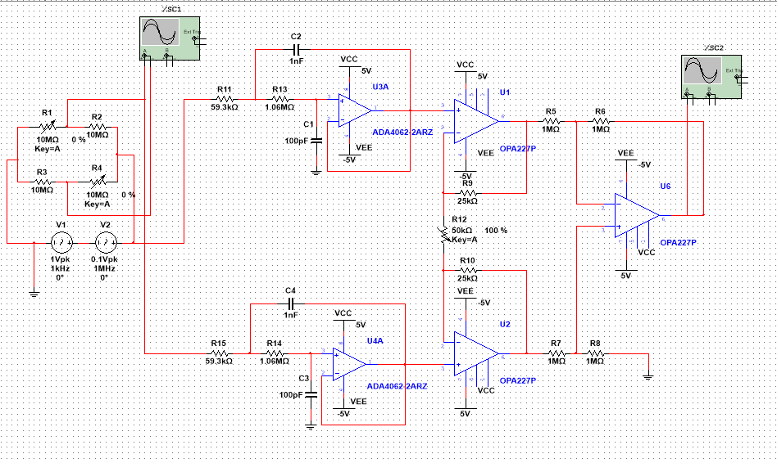 XSC1
Ext Trig
A
B
XSC2
Ext Trig
A
B
C2
1nF
VCC
5V
U3A
VCC
5V
U1
R1
R2
10MΩ
0 %
10MΩ
Key=A
R11
59.3kΩ
R13
1.06MΩ
C1
100pF
ADA4062-2ARZ
VEE
-5V
VEE
-5V
OPA227P
R5
1MΩ
R6
1MΩ
VEE
-5V
R3
R4
10MΩ
10MΩ
0 %
Key=A
R9
25kΩ
U6
V1
V2
1Vpk
0.1Vpk
1kHz
1MHz
0°
0°
R12
50kΩ
100 %
Key=A
OPA227P
VCC
5V
R10
25kΩ
C4
1nF
VEE
-5V
VCC
5V
U4A
U2
R15
59.3kΩ
R14
1.06MΩ
R7
1MΩ
R8
1MΩ
C3
100pF
ADA4062-2ARZ
OPA227P
VCC
VEE
-5V
5V